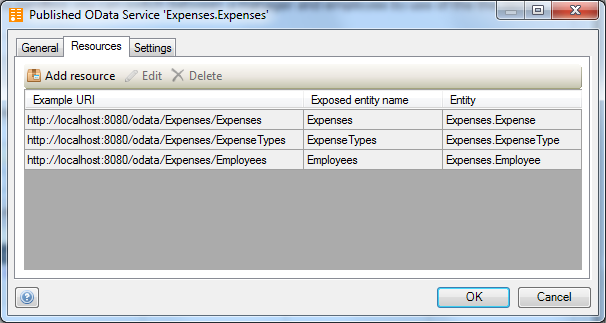 Published OData Service 'Expenses.Expenses'
General Resources Settings
Add resource Edit Delete
Example URI Exposed entity name Entity
http://localhost:8080/odata/Expenses/Expenses Expenses Expenses.Expense
http://localhost:8080/odata/Expenses/ExpenseTypes ExpenseTypes Expenses.ExpenseType
http://localhost:8080/odata/Expenses/Employees Employees Expenses.Employee
? OK Cancel